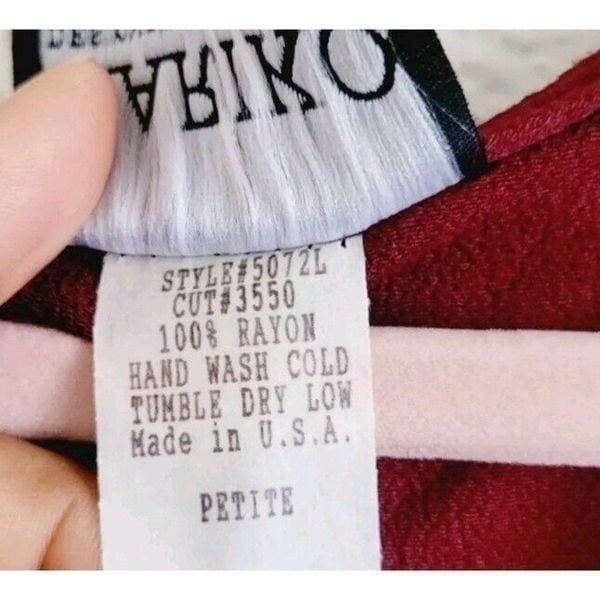 STYLE#5072L
CUT#3550
100% RAYON
HAND WASH COLD
TUMBLE DRY LOW
Made in U.S.A.
PETITE